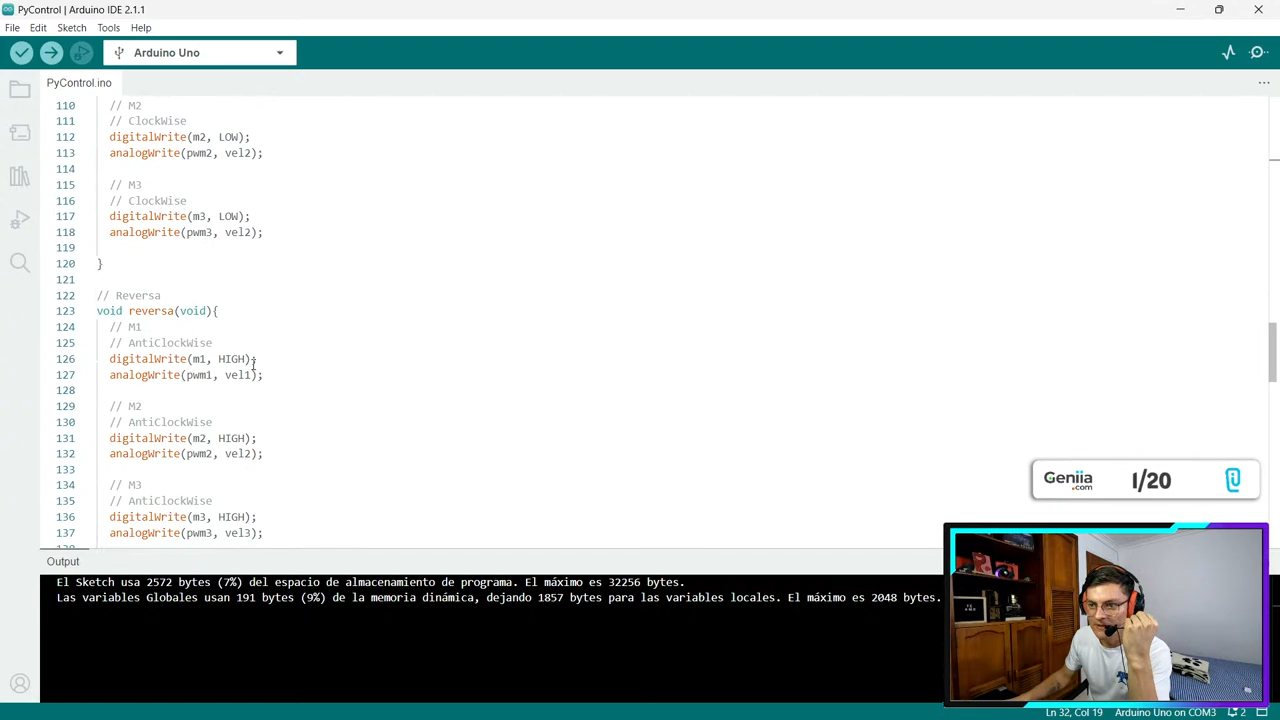 PyControl | Arduino IDE 2.1.1
File Edit Sketch Tools Help
Arduino Uno
PyControl.ino
110 // M2
111 // ClockWise
112 digitalWrite(m2, LOW);
113 analogWrite(pwm2, vel2);
114
115 // M3
116 // ClockWise
117 digitalWrite(m3, LOW);
118 analogWrite(pwm3, vel2);
119
120 }
121
122 // Reversa
123 void reversa(void){
124 // M1
125 // AntiClockWise
126 digitalWrite(m1, HIGH);
127 analogWrite(pwm1, vel1);
128
129 // M2
130 // AntiClockWise
131 digitalWrite(m2, HIGH);
132 analogWrite(pwm2, vel2);
133
134 // M3
135 // AntiClockWise
136 digitalWrite(m3, HIGH);
137 analogWrite(pwm3, vel3);
Geniia
.com
1/20
Output
El Sketch usa 2572 bytes (7%) del espacio de almacenamiento de programa. El máximo es 32256 bytes.
Las variables Globales usan 191 bytes (9%) de la memoria dinámica, dejando 1857 bytes para las variables locales. El máximo es 2048 bytes.
Ln 32, Col 19 Arduino Uno on COM3 2